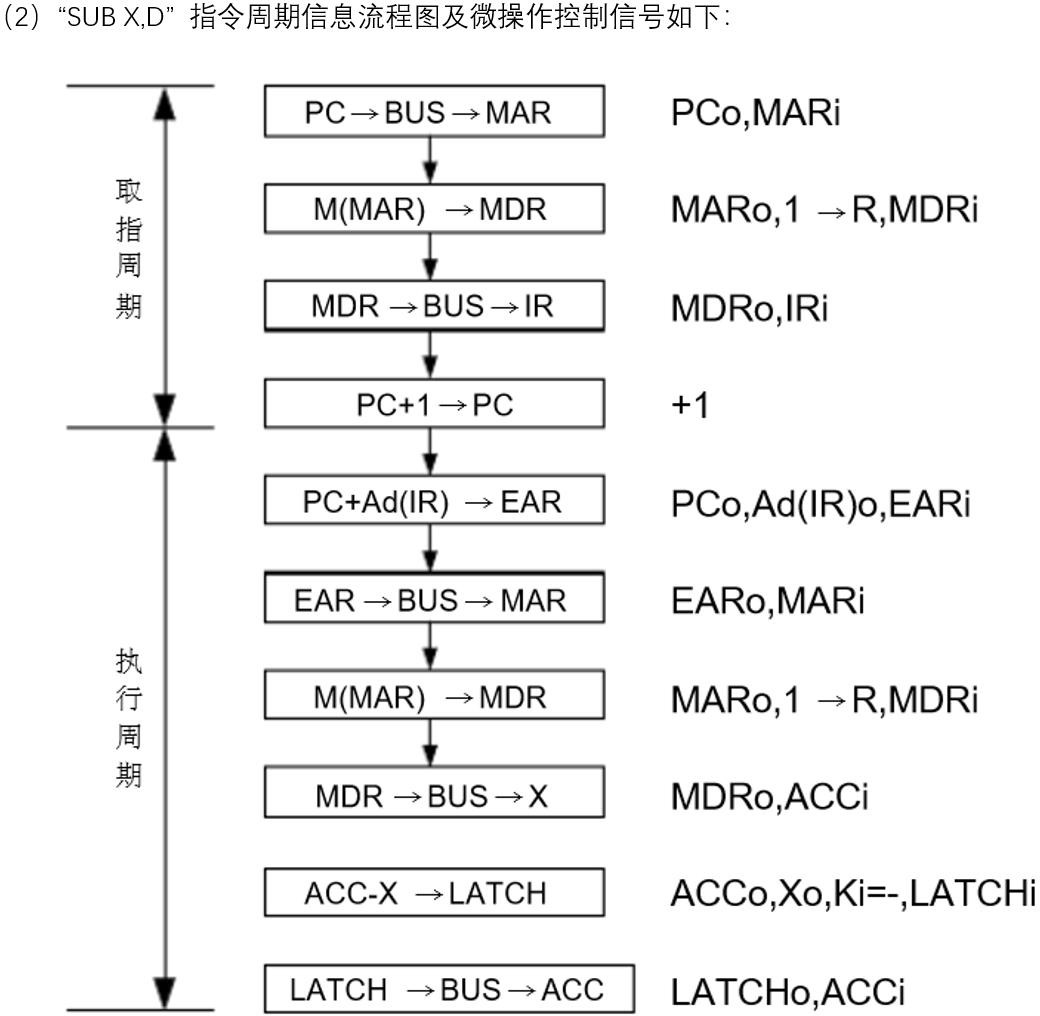 (2) “SUB X,D” 指令周期信息流程图及微操作控制信号如下:
取指周期
PC→BUS→MAR PCo,MARi
M(MAR) →MDR MARo,1 →R,MDRi
MDR →BUS→IR MDRo,IRi
PC+1→PC +1
执行周期
PC+Ad(IR) →EAR PCo,Ad(IR)o,EARi
EAR →BUS→ MAR EARo,MARi
M(MAR) →MDR MARo,1 →R,MDRi
MDR →BUS→X MDRo,ACCi
ACC-X →LATCH ACCo,Xo,Ki=-,LATCHi
LATCH →BUS→ACC LATCHo,ACCi